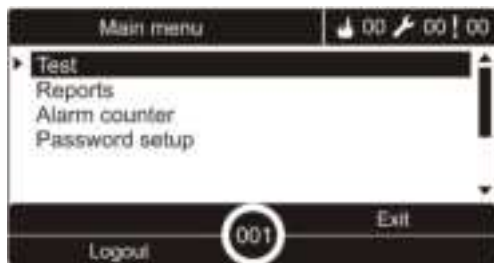 Main menu 00 00 ! 00
Test
Reports
Alarm counter
Password setup
Exit
001
Logout